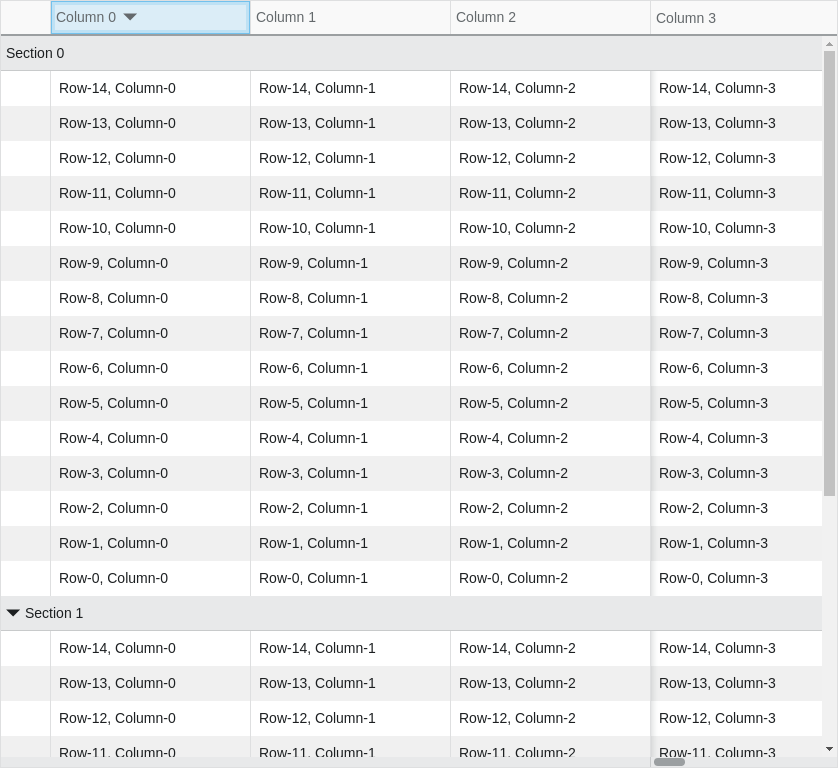 Column 0 Column 1 Column 2 Column 3
Section 0
Row-14, Column-0 Row-14, Column-1 Row-14, Column-2 Row-14, Column-3
Row-13, Column-0 Row-13, Column-1 Row-13, Column-2 Row-13, Column-3
Row-12, Column-0 Row-12, Column-1 Row-12, Column-2 Row-12, Column-3
Row-11, Column-0 Row-11, Column-1 Row-11, Column-2 Row-11, Column-3
Row-10, Column-0 Row-10, Column-1 Row-10, Column-2 Row-10, Column-3
Row-9, Column-0 Row-9, Column-1 Row-9, Column-2 Row-9, Column-3
Row-8, Column-0 Row-8, Column-1 Row-8, Column-2 Row-8, Column-3
Row-7, Column-0 Row-7, Column-1 Row-7, Column-2 Row-7, Column-3
Row-6, Column-0 Row-6, Column-1 Row-6, Column-2 Row-6, Column-3
Row-5, Column-0 Row-5, Column-1 Row-5, Column-2 Row-5, Column-3
Row-4, Column-0 Row-4, Column-1 Row-4, Column-2 Row-4, Column-3
Row-3, Column-0 Row-3, Column-1 Row-3, Column-2 Row-3, Column-3
Row-2, Column-0 Row-2, Column-1 Row-2, Column-2 Row-2, Column-3
Row-1, Column-0 Row-1, Column-1 Row-1, Column-2 Row-1, Column-3
Row-0, Column-0 Row-0, Column-1 Row-0, Column-2 Row-0, Column-3
Section 1
Row-14, Column-0 Row-14, Column-1 Row-14, Column-2 Row-14, Column-3
Row-13, Column-0 Row-13, Column-1 Row-13, Column-2 Row-13, Column-3
Row-12, Column-0 Row-12, Column-1 Row-12, Column-2 Row-12, Column-3
Row-11, Column-0 Row-11, Column-1 Row-11, Column-2 Row-11, Column-3